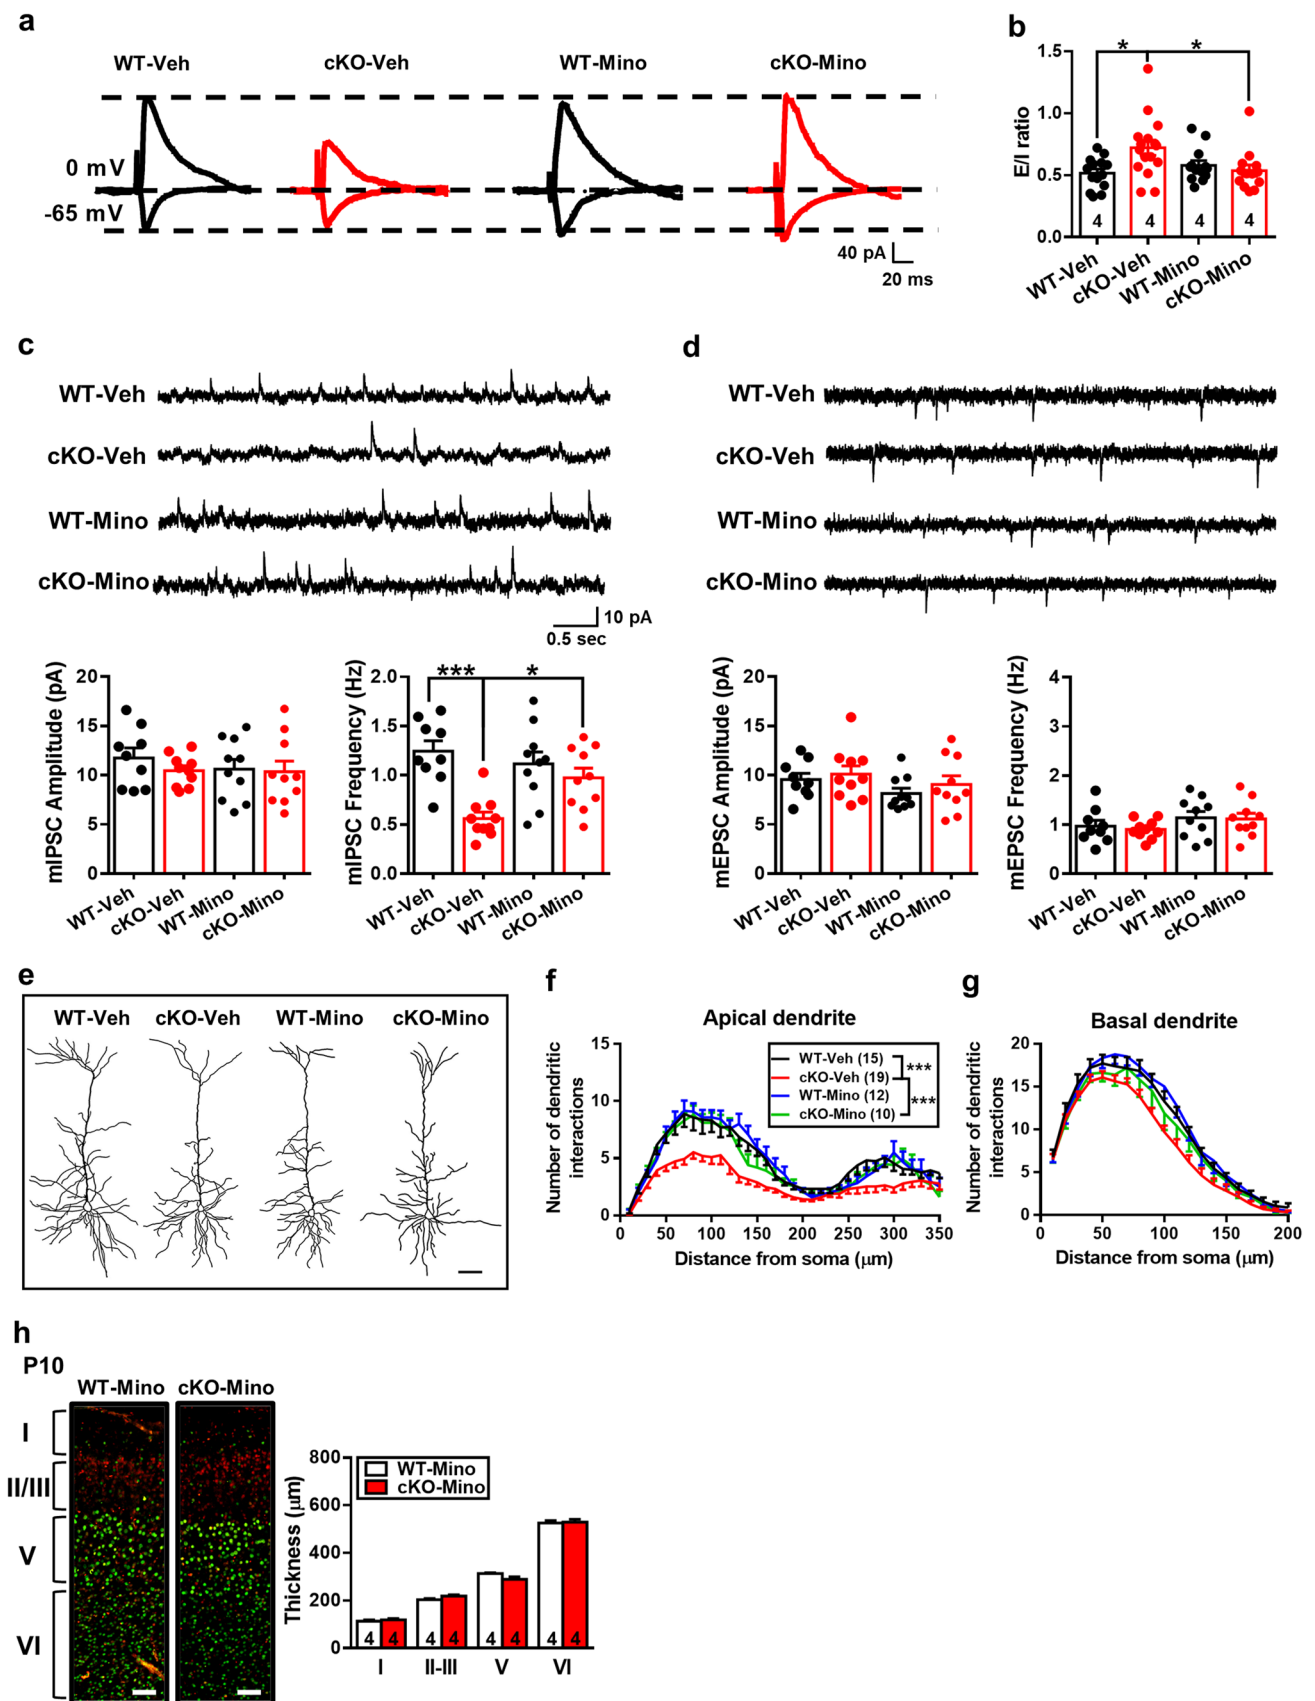 a
WT-Veh cKO-Veh WT-Mino cKO-Mino
0 mV
-65 mV
40 pA
20 ms
b
* *
E/I ratio
1.5
1.0
0.5
0.0
4 4 4 4
WT-Veh cKO-Veh WT-Mino cKO-Mino
c
WT-Veh
cKO-Veh
WT-Mino
cKO-Mino
10 pA
0.5 sec
mIPSC Amplitude (pA)
20
15
10
5
0
WT-Veh cKO-Veh WT-Mino cKO-Mino
mIPSC Frequency (Hz)
*** *
2.0
1.5
1.0
0.5
0.0
WT-Veh cKO-Veh WT-Mino cKO-Mino
d
WT-Veh
cKO-Veh
WT-Mino
cKO-Mino
mEPSC Amplitude (pA)
20
15
10
5
0
WT-Veh cKO-Veh WT-Mino cKO-Mino
mEPSC Frequency (Hz)
4
3
2
1
0
WT-Veh cKO-Veh WT-Mino cKO-Mino
e
WT-Veh cKO-Veh WT-Mino cKO-Mino
f
Apical dendrite
Number of dendritic
interactions
15
10
5
0
WT-Veh (15)
cKO-Veh (19)
WT-Mino (12)
cKO-Mino (10)
***
***
0 50 100 150 200 250 300 350
Distance from soma (μm)
g
Basal dendrite
Number of dendritic
interactions
20
15
10
5
0
0 50 100 150 200
Distance from soma (μm)
h
P10
WT-Mino cKO-Mino
I
II/III
V
VI
Thickness (μm)
800
600
400
200
0
WT-Mino
cKO-Mino
4 4 4 4 4 4 4 4
I II-III V VI